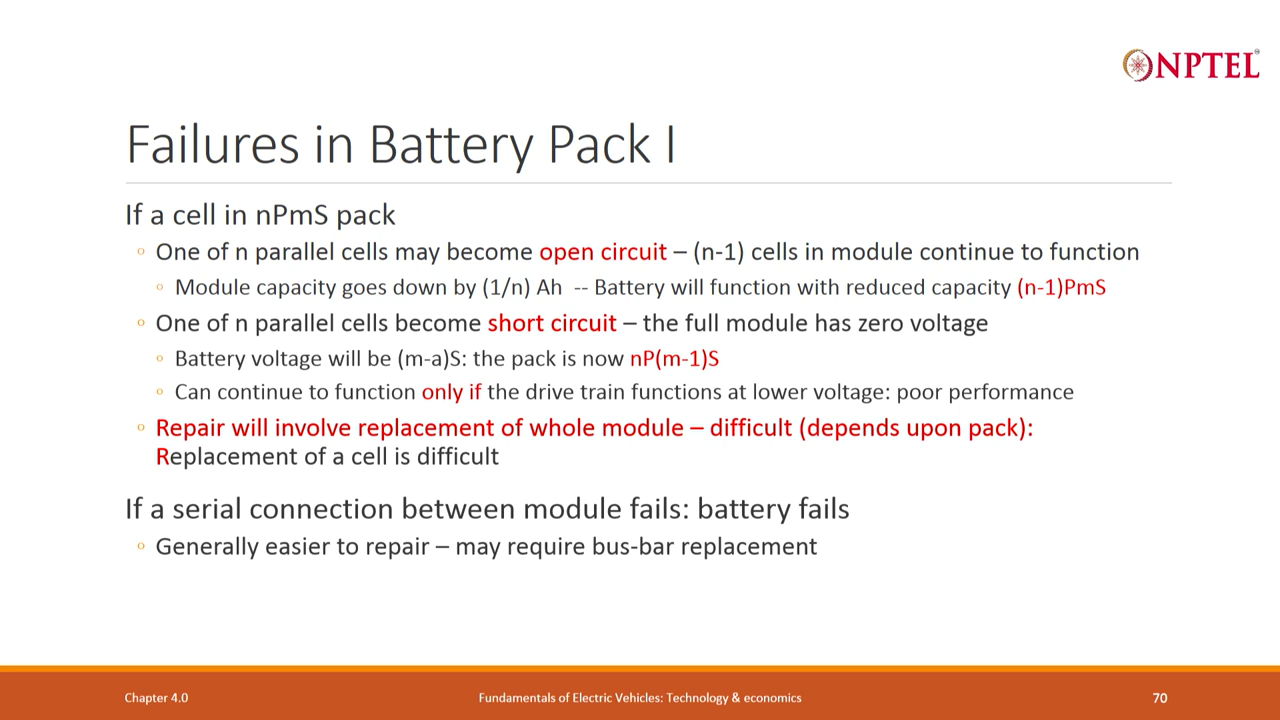 NPTEL
Failures in Battery Pack I
If a cell in nPmS pack
One of n parallel cells may become open circuit – (n-1) cells in module continue to function
Module capacity goes down by (1/n) Ah -- Battery will function with reduced capacity (n-1)PmS
One of n parallel cells become short circuit – the full module has zero voltage
Battery voltage will be (m-a)S: the pack is now nP(m-1)S
Can continue to function only if the drive train functions at lower voltage: poor performance
Repair will involve replacement of whole module – difficult (depends upon pack):
Replacement of a cell is difficult
If a serial connection between module fails: battery fails
Generally easier to repair – may require bus-bar replacement
Chapter 4.0
Fundamentals of Electric Vehicles: Technology & economics
70